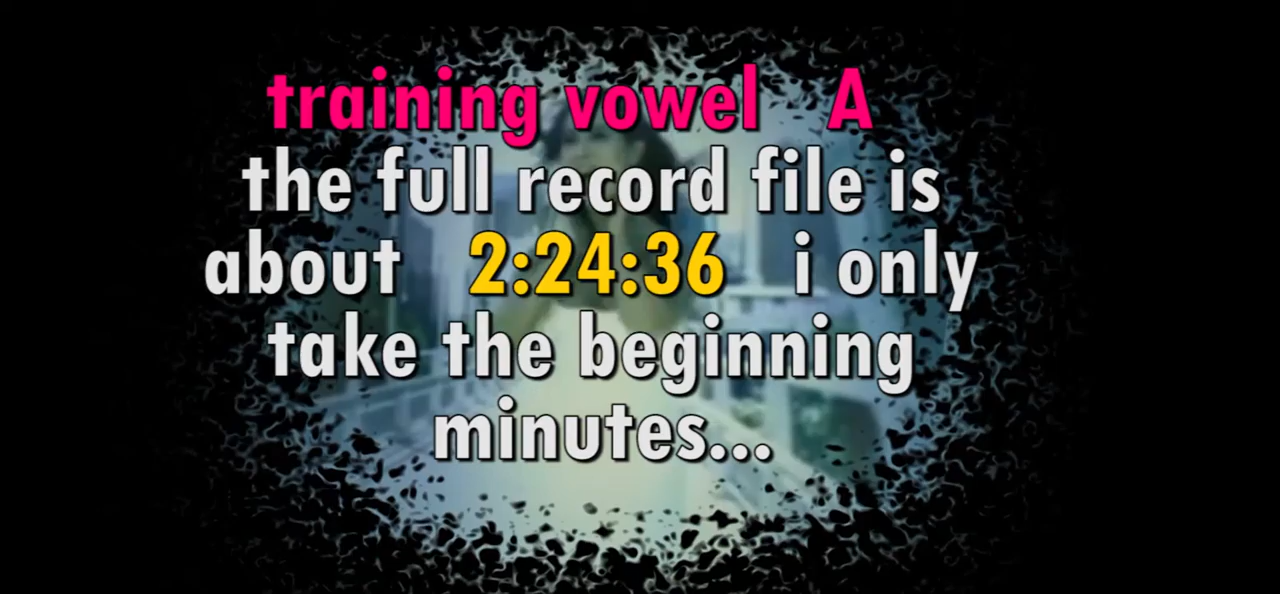 training vowel A
the full record file is
about 2:24:36 i only
take the beginning
minutes...